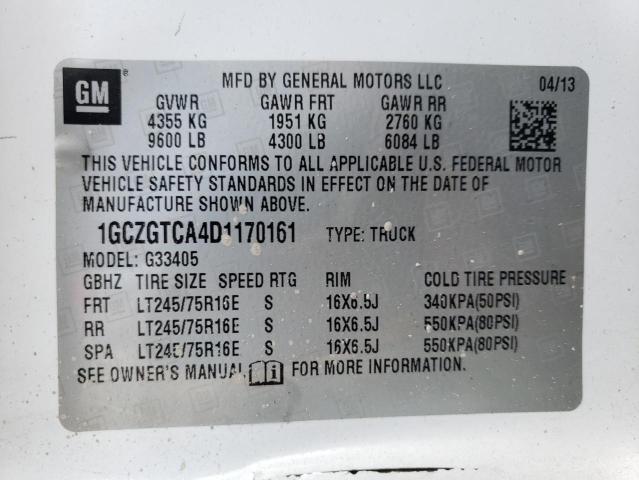 GM ®
MFD BY GENERAL MOTORS LLC 04/13
GVWR GAWR FRT GAWR RR
4355 KG 1951 KG 2760 KG
9600 LB 4300 LB 6084 LB
THIS VEHICLE CONFORMS TO ALL APPLICABLE U.S. FEDERAL MOTOR
VEHICLE SAFETY STANDARDS IN EFFECT ON THE DATE OF
MANUFACTURE SHOWN ABOVE.
1GCZGTCA4D1170161 TYPE: TRUCK
MODEL: G33405
GBHZ TIRE SIZE SPEED RTG RIM COLD TIRE PRESSURE
FRT LT245/75R16E S 16X6.5J 340KPA(50PSI)
RR LT245/75R16E S 16X6.5J 550KPA(80PSI)
SPA LT245/75R16E S 16X6.5J 550KPA(80PSI)
SEE OWNER'S MANUAL FOR MORE INFORMATION.